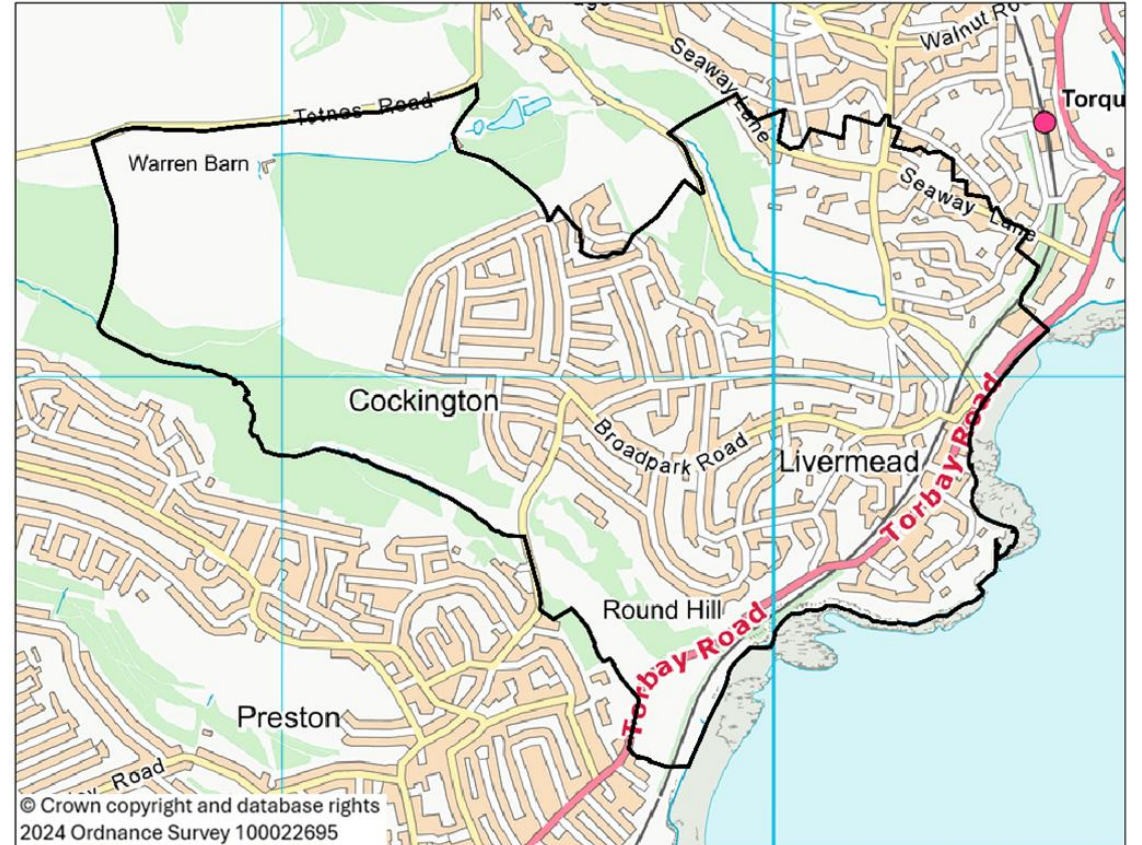 Seaway Lane
Walnut Ro
Torqu
Totnes Road
Warren Barn
Seaway Lane
Cockington
Broadpark Road
Livermead
Torbay Road
Round Hill
Torbay Road
Preston
Road
© Crown copyright and database rights
2024 Ordnance Survey 100022695